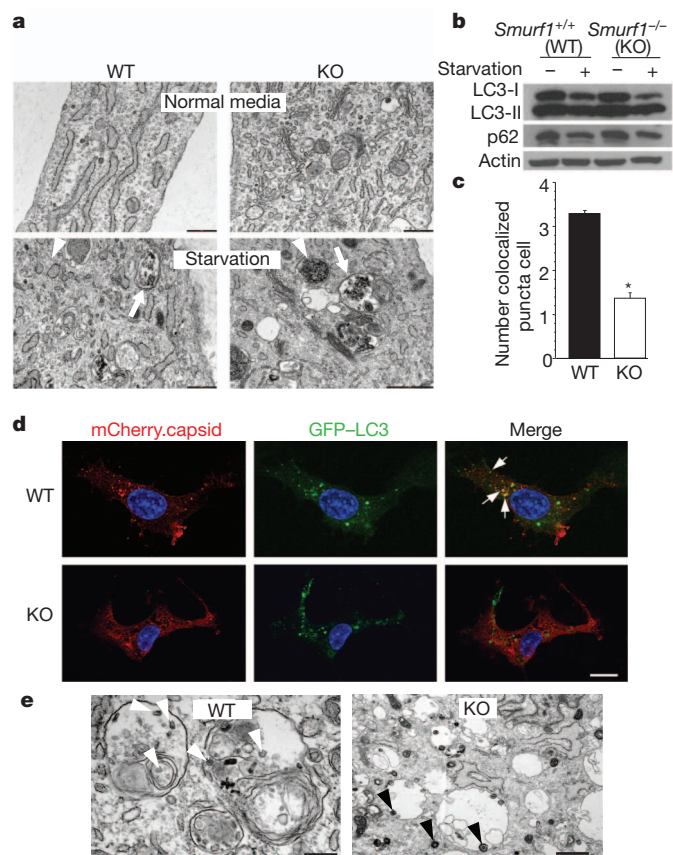 a
WT KO
Normal media
Starvation
b
Smurf1+/+ Smurf1–/–
(WT) (KO)
Starvation – + – +
LC3-I
LC3-II
p62
Actin
c
Number colocalized
puncta cell
4
3
2
1
0
*
WT KO
d
mCherry.capsid GFP–LC3 Merge
WT
KO
e
WT KO